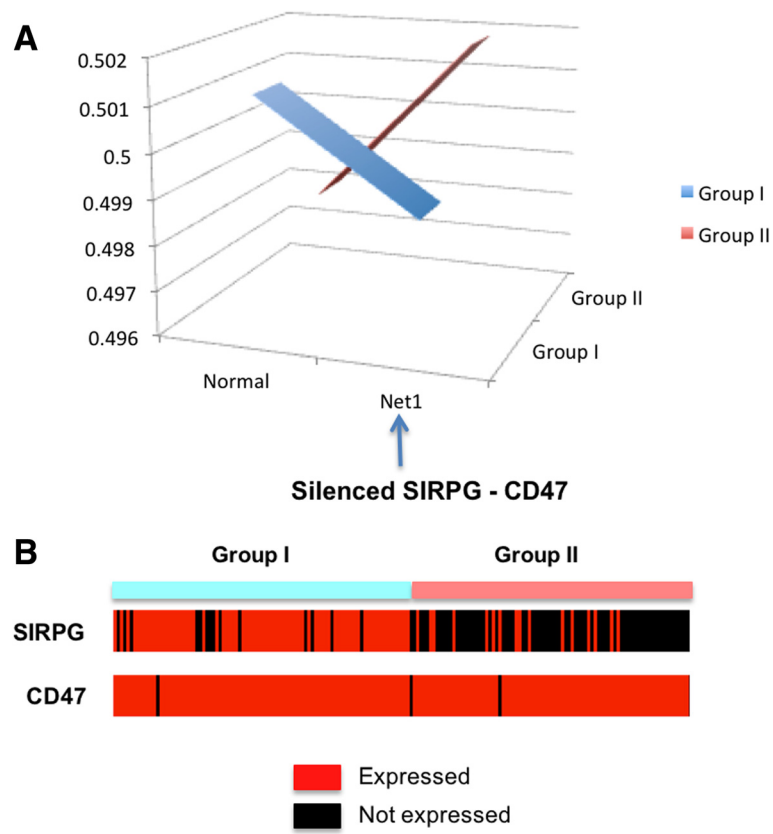 A
0.502
0.501
0.5
0.499
0.498
0.497
0.496
Group I
Group II
Group II
Group I
Normal
Net1
Silenced SIRPG - CD47
B
Group I
Group II
SIRPG
CD47
Expressed
Not expressed